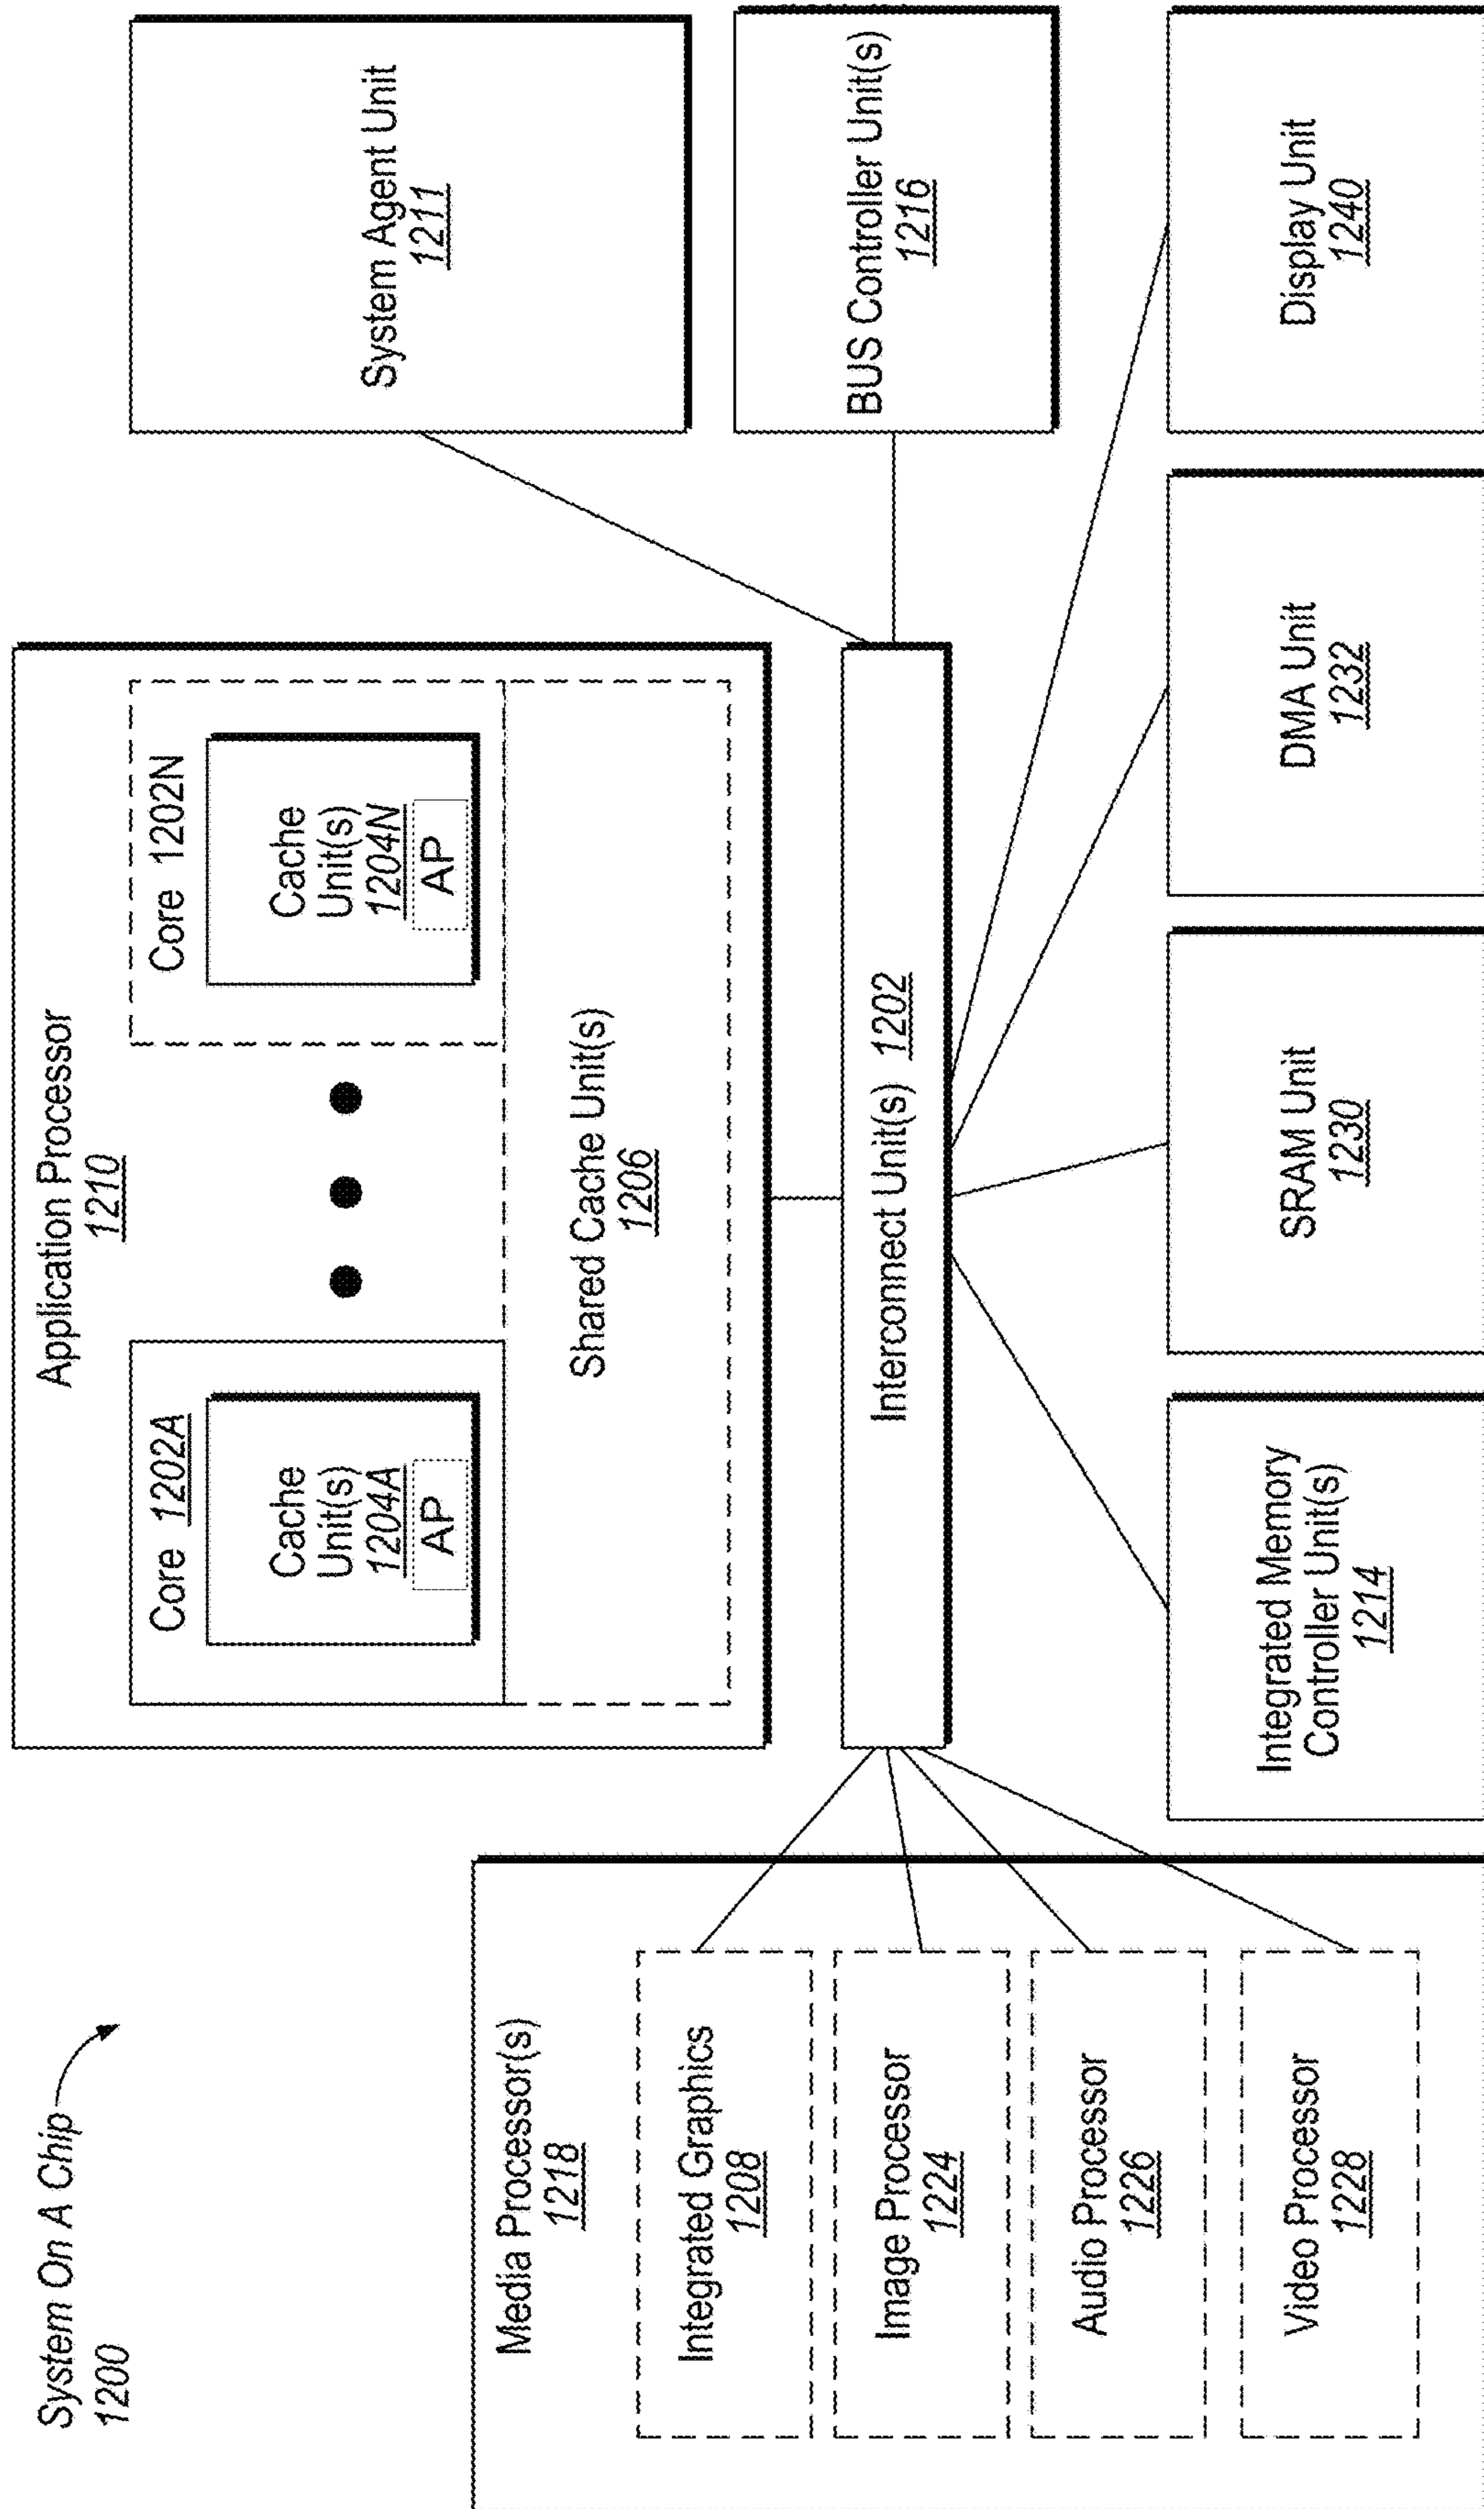 System On A Chip
1200
Application Processor
1210
Core 1202A
Cache
Unit(s)
1204A
AP
Core 1202N
Cache
Unit(s)
1204N
AP
Shared Cache Unit(s)
1206
System Agent Unit
1211
Media Processor(s)
1218
Integrated Graphics
1208
Image Processor
1224
Audio Processor
1226
Video Processor
1228
Interconnect Unit(s) 1202
BUS Controller Unit(s)
1216
Integrated Memory
Controller Unit(s)
1214
SRAM Unit
1230
DMA Unit
1232
Display Unit
1240